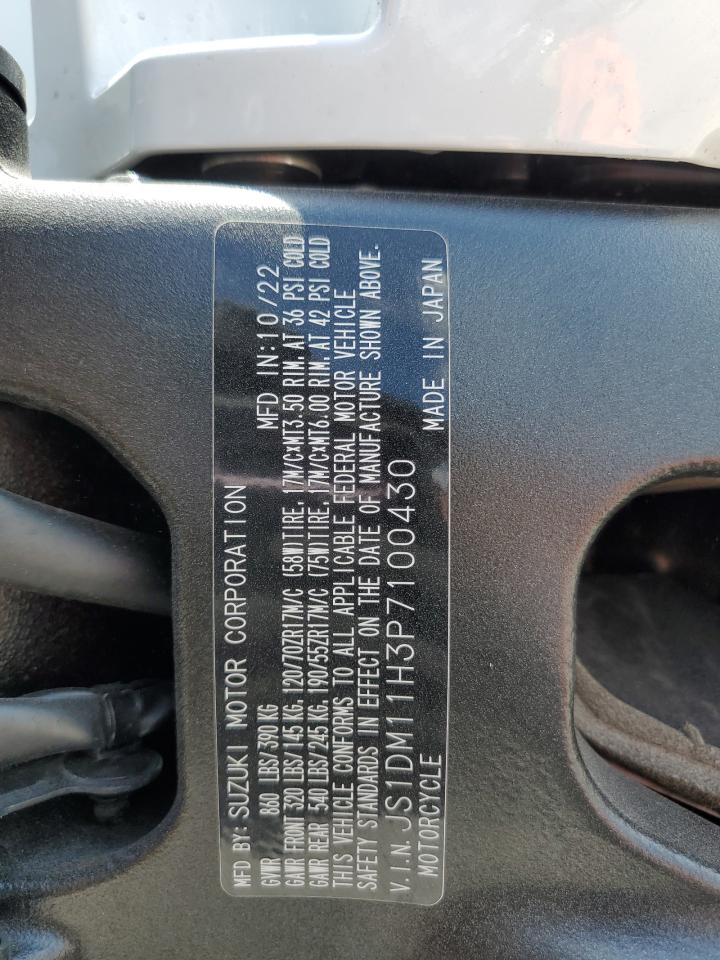 MFD BY: SUZUKI MOTOR CORPORATION MFD IN: 10/22
GVWR 860 LBS/390 KG
GAWR FRONT 320 LBS/145 KG, 120/70ZR17M/C (58W)TIRE, 17M/CxMT3.50 RIM, AT 36 PSI COLD
GAWR REAR 540 LBS/245 KG, 190/55ZR17M/C (75W)TIRE, 17M/CxMT6.00 RIM, AT 42 PSI COLD
THIS VEHICLE CONFORMS TO ALL APPLICABLE FEDERAL MOTOR VEHICLE
SAFETY STANDARDS IN EFFECT ON THE DATE OF MANUFACTURE SHOWN ABOVE.
V.I.N. JS1DM11H3P7100430
MOTORCYCLE MADE IN JAPAN